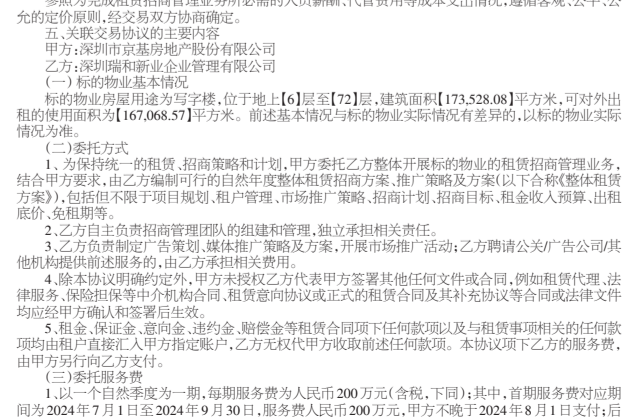 参照为完成租赁招商管理业务所必需的人员薪酬、代管费用等成本支出情况,遵循客观、公平、公
允的定价原则,经交易双方协商确定。
五、关联交易协议的主要内容
甲方:深圳市京基房地产股份有限公司
乙方:深圳瑞和新业企业管理有限公司
(一) 标的物业基本情况
标的物业房屋用途为写字楼,位于地上【6】层至【72】层,建筑面积【173,528.08】平方米,可对外出
租的使用面积为【167,068.57】平方米。前述基本情况与标的物业实际情况有差异的,以标的物业实际
情况为准。
(二)委托方式
1、为保持统一的租赁、招商策略和计划,甲方委托乙方整体开展标的物业的租赁招商管理业务,
结合甲方要求,由乙方编制可行的自然年度整体租赁招商方案、推广策略及方案(以下合称《整体租赁
方案》),包括但不限于项目规划、租户管理、市场推广策略、招商计划、招商目标、租金收入预算、出租
底价、免租期等。
2、乙方自主负责招商管理团队的组建和管理,独立承担相关责任。
3、乙方负责制定广告策划、媒体推广策略及方案,开展市场推广活动;乙方聘请公关/广告公司/其
他机构提供前述服务的,由乙方承担相关费用。
4、除本协议明确约定外,甲方未授权乙方代表甲方签署其他任何文件或合同,例如租赁代理、法
律服务、保险担保等中介机构合同、租赁意向协议或正式的租赁合同及其补充协议等合同或法律文件
均应经甲方确认和签署后生效。
5、租金、保证金、意向金、违约金、赔偿金等租赁合同项下任何款项以及与租赁事项相关的任何款
项均由租户直接汇入甲方指定账户,乙方无权代甲方收取前述任何款项。本协议项下乙方的服务费,
由甲方另行向乙方支付。
(三)委托服务费
1、以一个自然季度为一期,每期服务费为人民币200万元(含税,下同);其中,首期服务费对应期
间为2024年7月1日至2024年9月30日,服务费人民币200万元,甲方不晚于2024年8月1日支付;后